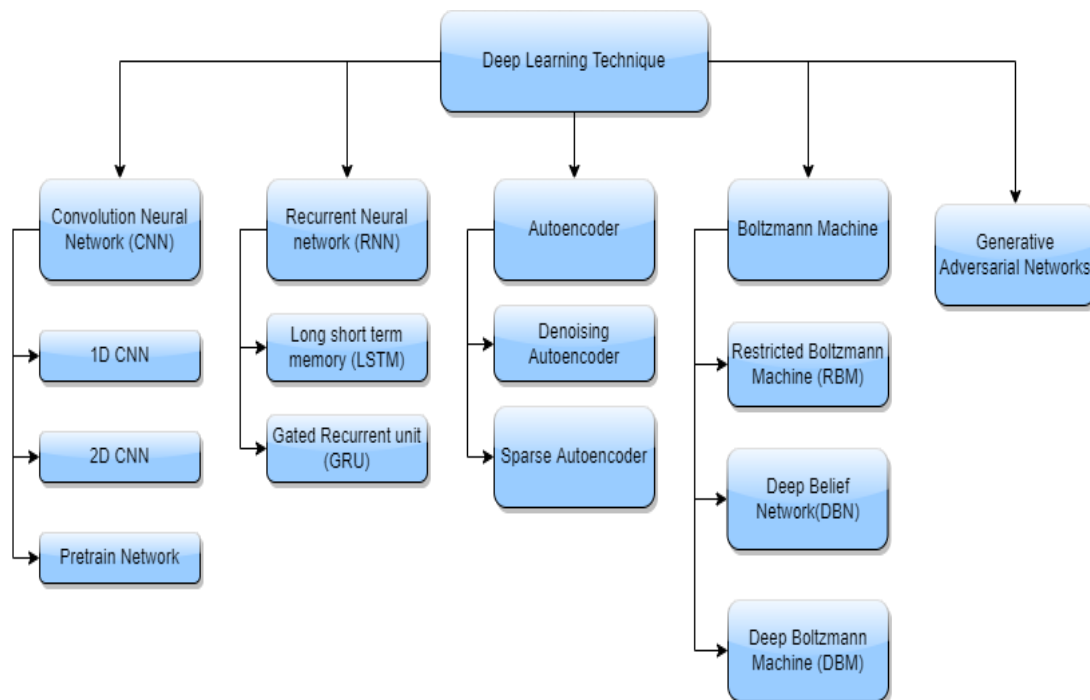 Deep Learning Technique
Convolution Neural
Network (CNN)
1D CNN
2D CNN
Pretrain Network
Recurrent Neural
network (RNN)
Long short term
memory (LSTM)
Gated Recurrent unit
(GRU)
Autoencoder
Denoising
Autoencoder
Sparse Autoencoder
Boltzmann Machine
Restricted Boltzmann
Machine (RBM)
Deep Belief
Network(DBN)
Deep Boltzmann
Machine (DBM)
Generative
Adversarial Networks